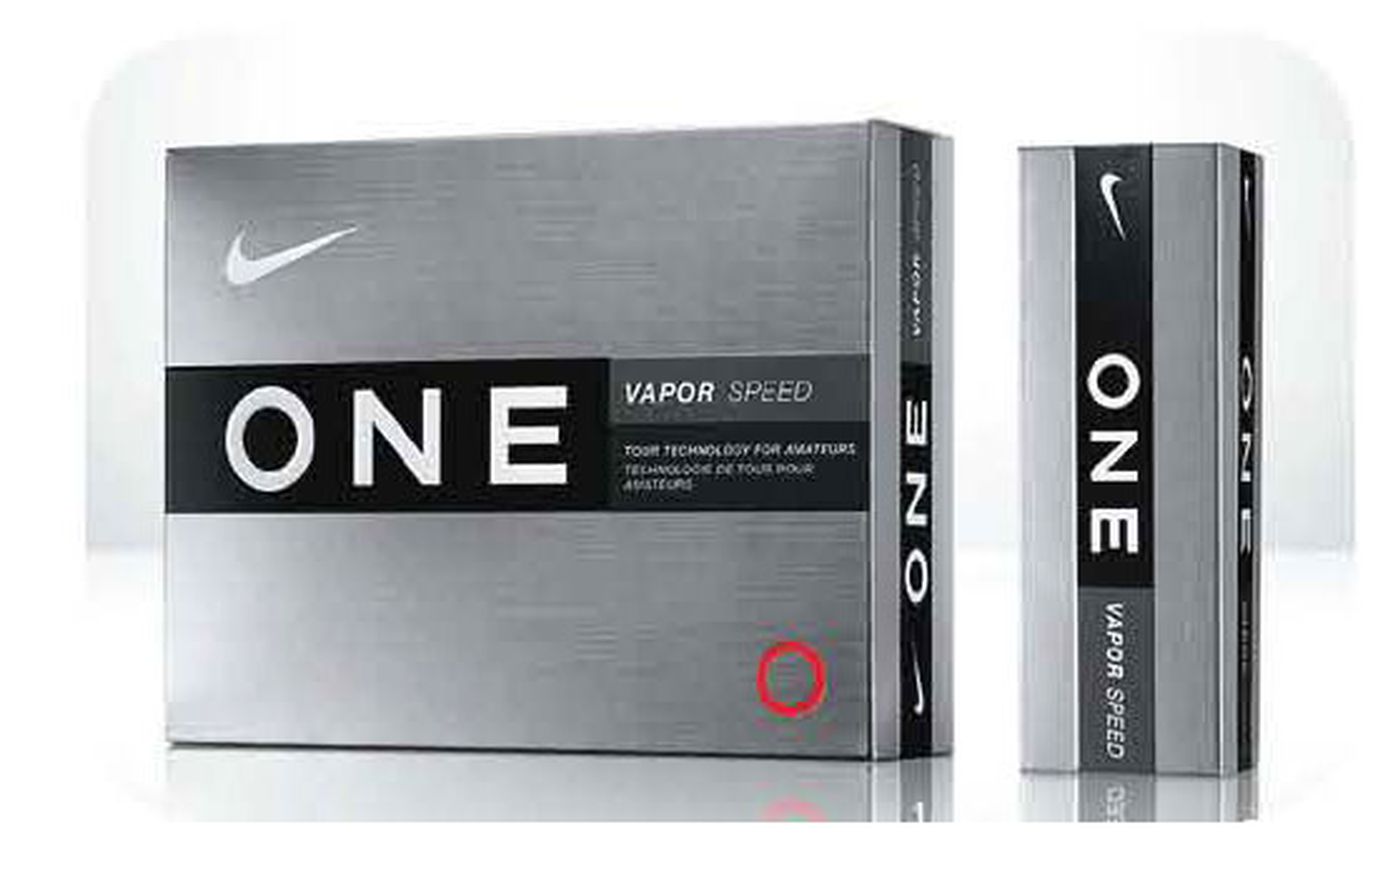 ONE
VAPOR SPEED
TOUR TECHNOLOGY FOR AMATEURS
TECHNOLOGIE DE TOUR POUR
AMATEURS
ONE VAPOR SPEED
ONE VAPOR SPEED
ONE